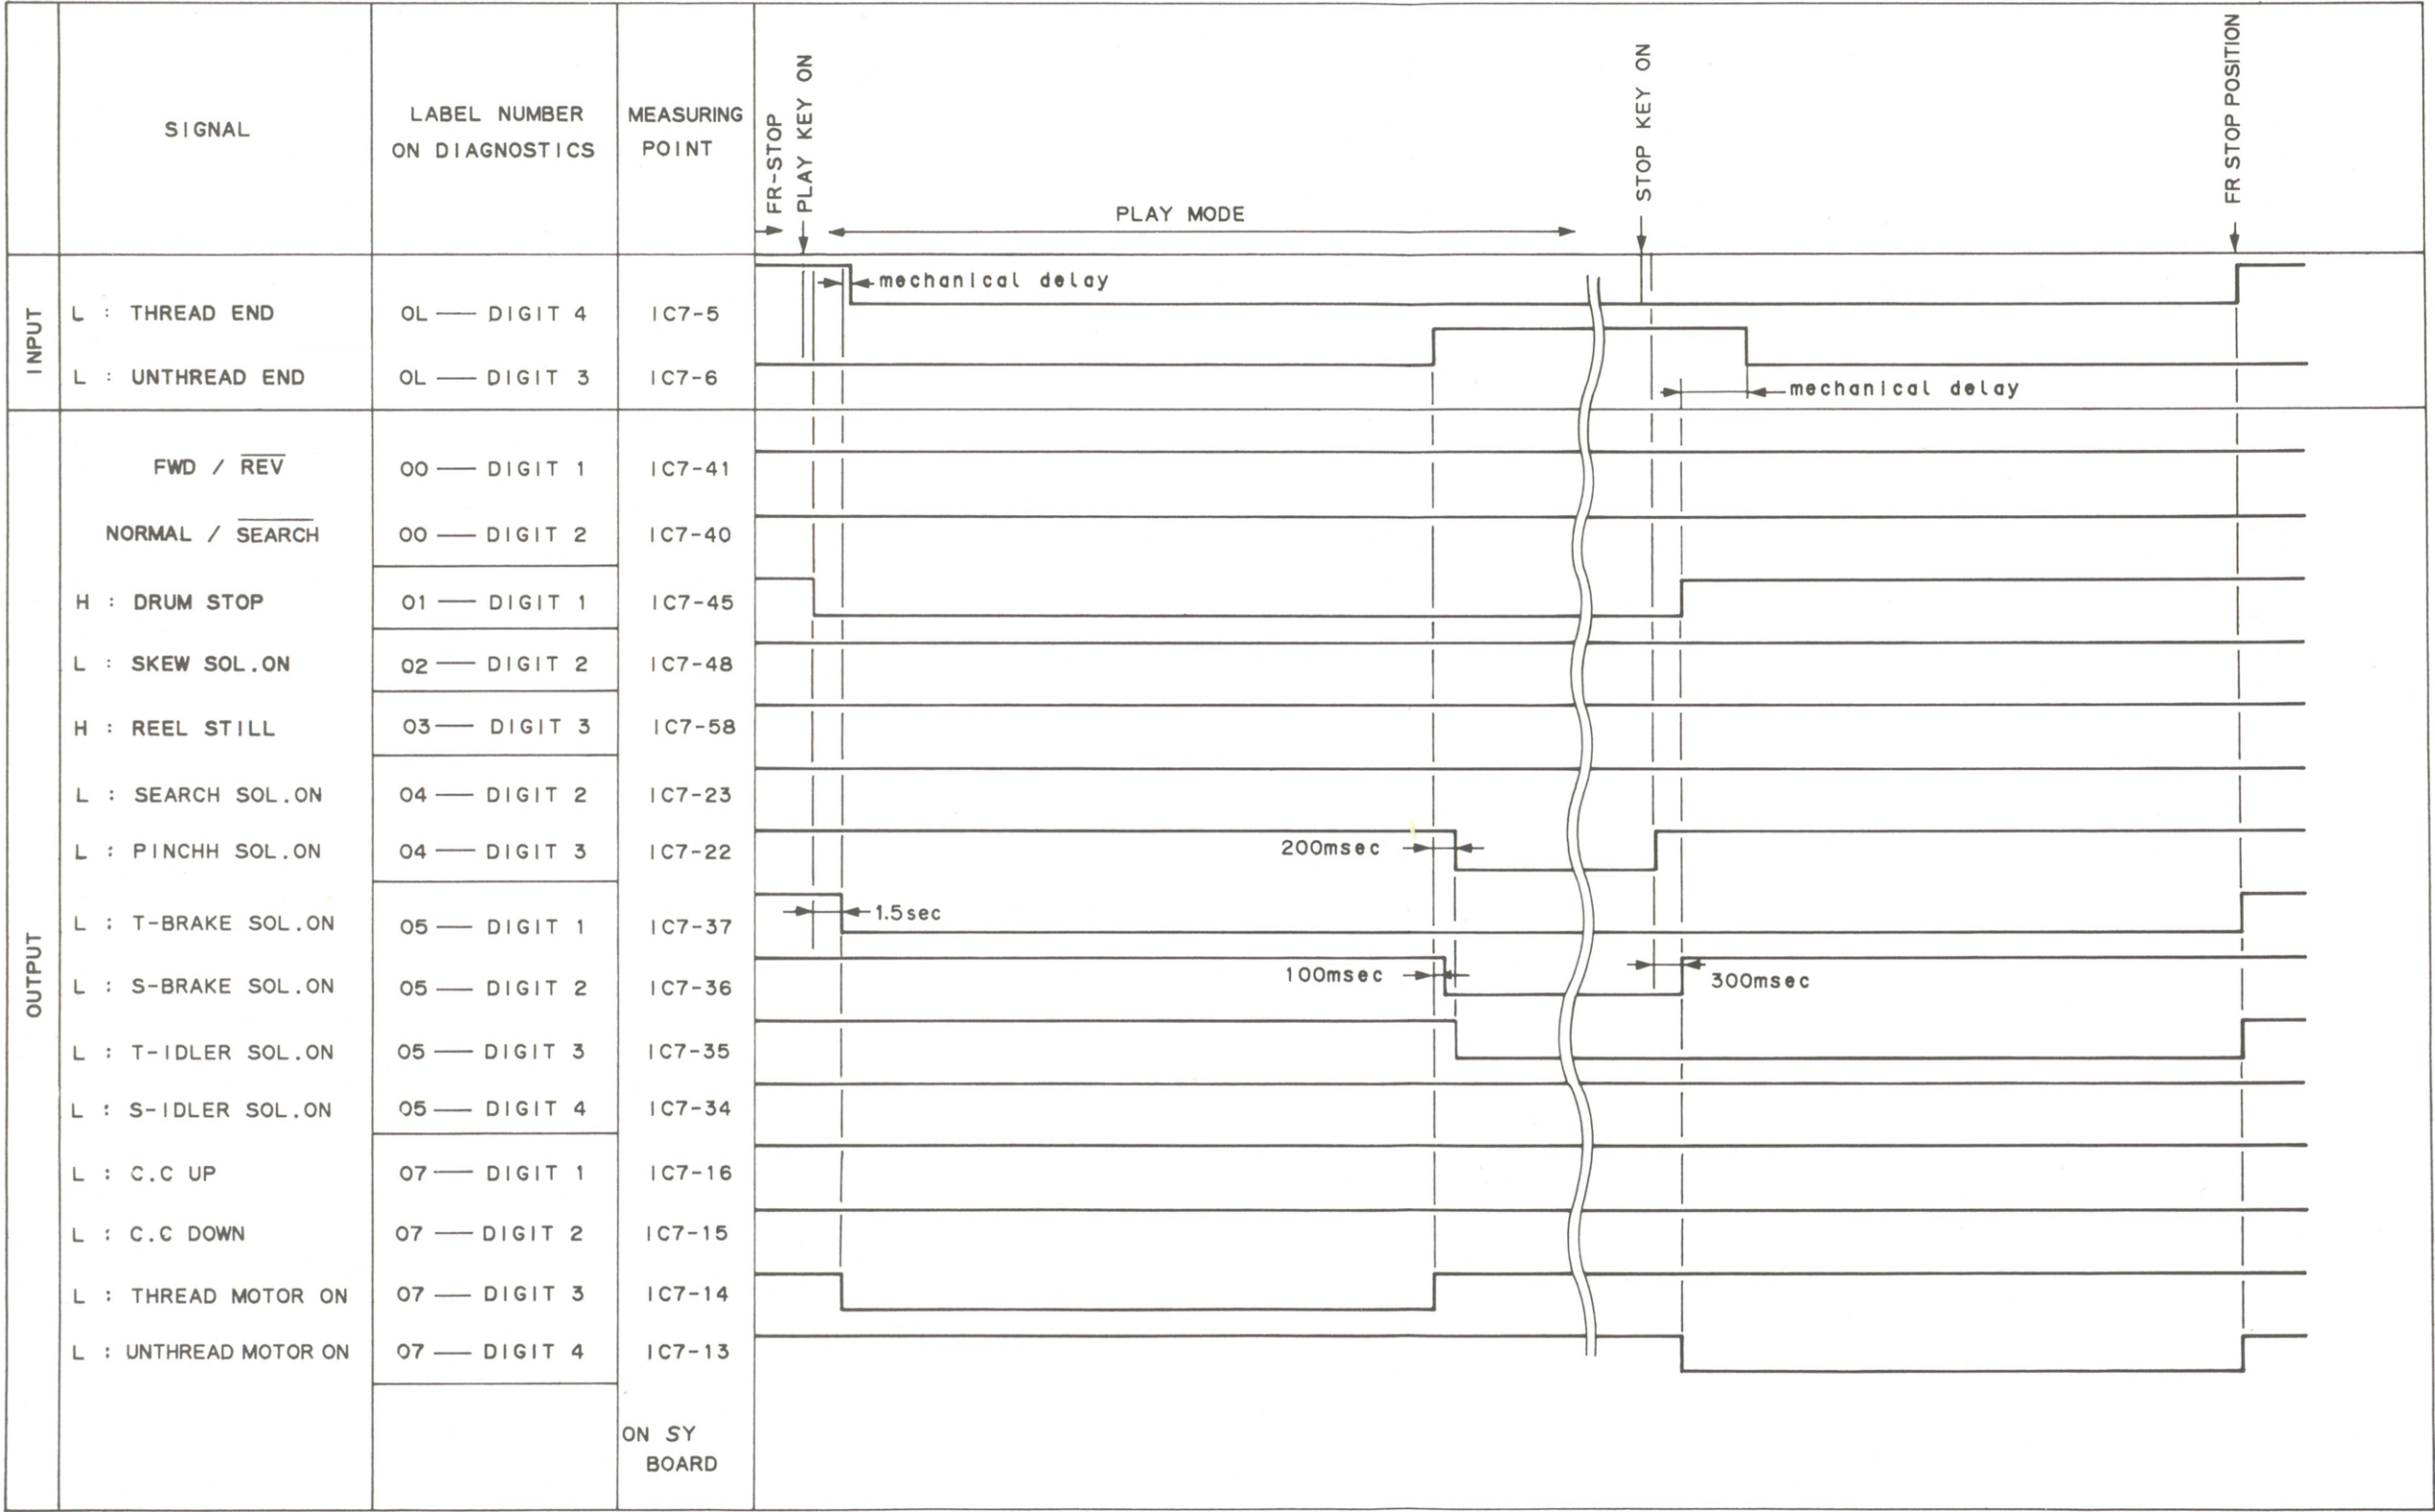 SIGNAL
LABEL NUMBER
ON DIAGNOSTICS
MEASURING
POINT
FR-STOP
PLAY KEY ON
PLAY MODE
STOP KEY ON
FR STOP POSITION
INPUT
L : THREAD END OL — DIGIT 4 IC7-5
mechanical delay
L : UNTHREAD END OL — DIGIT 3 IC7-6
mechanical delay
OUTPUT
FWD / REV 00 — DIGIT 1 IC7-41
NORMAL / SEARCH 00 — DIGIT 2 IC7-40
H : DRUM STOP 01 — DIGIT 1 IC7-45
L : SKEW SOL.ON 02 — DIGIT 2 IC7-48
H : REEL STILL 03 — DIGIT 3 IC7-58
L : SEARCH SOL.ON 04 — DIGIT 2 IC7-23
L : PINCHH SOL.ON 04 — DIGIT 3 IC7-22
200msec
L : T-BRAKE SOL.ON 05 — DIGIT 1 IC7-37
1.5sec
L : S-BRAKE SOL.ON 05 — DIGIT 2 IC7-36
100msec
300msec
L : T-IDLER SOL.ON 05 — DIGIT 3 IC7-35
L : S-IDLER SOL.ON 05 — DIGIT 4 IC7-34
L : C.C UP 07 — DIGIT 1 IC7-16
L : C.C DOWN 07 — DIGIT 2 IC7-15
L : THREAD MOTOR ON 07 — DIGIT 3 IC7-14
L : UNTHREAD MOTOR ON 07 — DIGIT 4 IC7-13
ON SY
BOARD